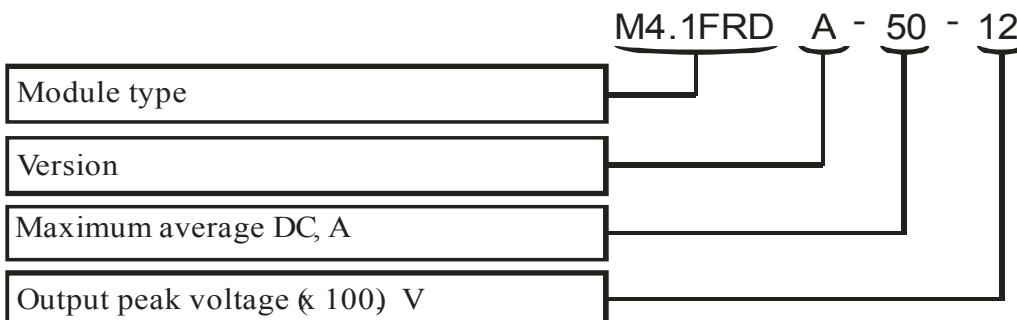 M4.1FRD A - 50 - 12
Module type
Version
Maximum average DC, A
Output peak voltage (x 100) V